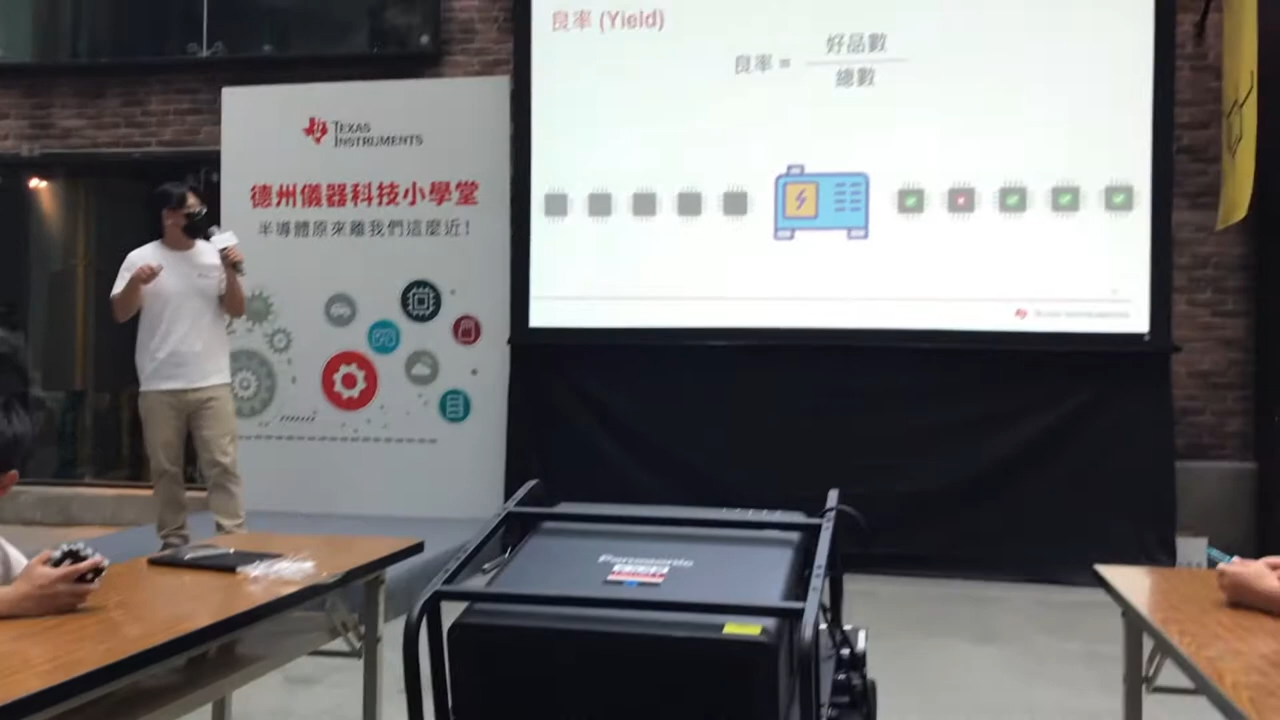 良率 (Yield)
良率 = 好品數
總數
TEXAS
INSTRUMENTS
德州儀器科技小學堂
半導體原來離我們這麼近!
Panasonic